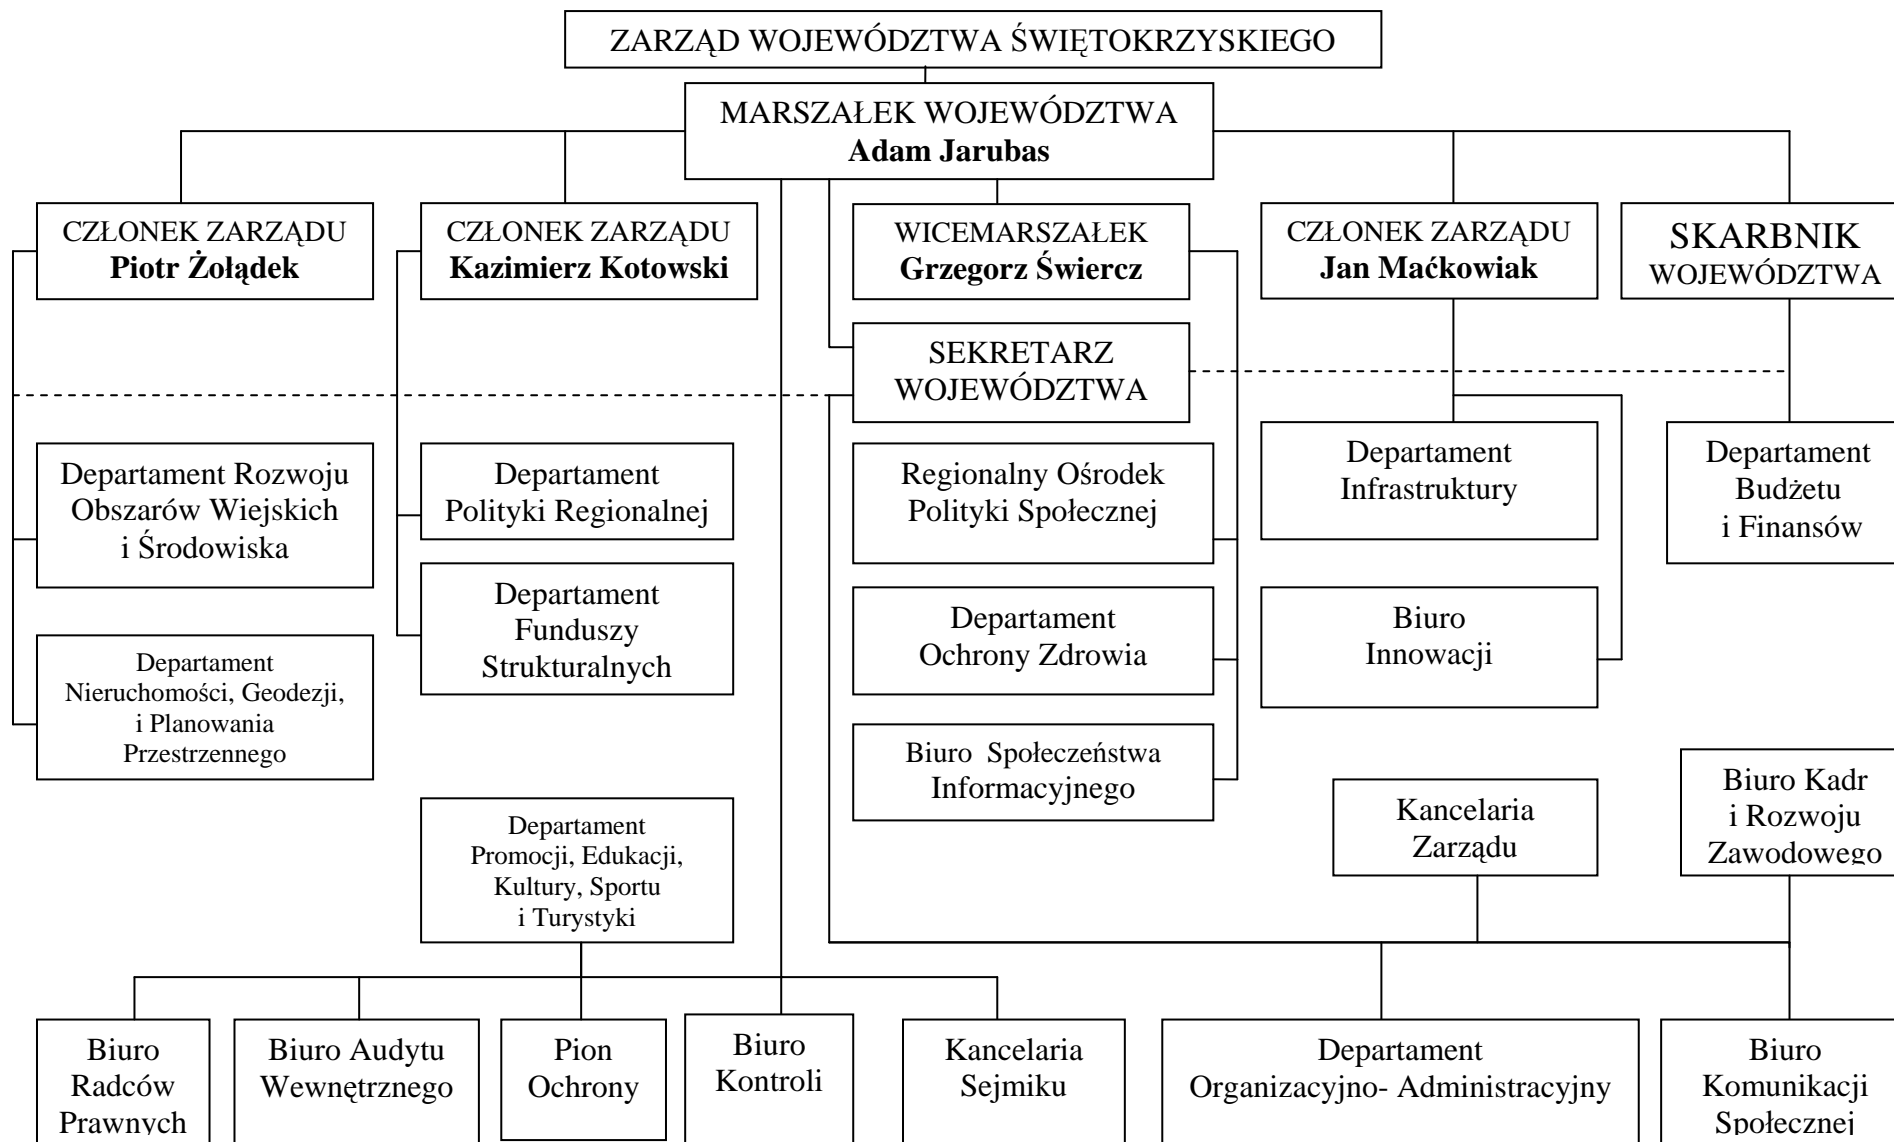 ZARZĄD WOJEWÓDZTWA ŚWIĘTOKRZYSKIEGO
MARSZAŁEK WOJEWÓDZTWA
Adam Jarubas
CZŁONEK ZARZĄDU
Piotr Żołądek
CZŁONEK ZARZĄDU
Kazimierz Kotowski
WICEMARSZAŁEK
Grzegorz Świercz
CZŁONEK ZARZĄDU
Jan Maćkowiak
SKARBNIK
WOJEWÓDZTWA
SEKRETARZ
WOJEWÓDZTWA
Departament Rozwoju
Obszarów Wiejskich
i Środowiska
Departament
Polityki Regionalnej
Regionalny Ośrodek
Polityki Społecznej
Departament
Infrastruktury
Departament
Budżetu
i Finansów
Departament
Nieruchomości, Geodezji,
i Planowania
Przestrzennego
Departament
Funduszy
Strukturalnych
Departament
Ochrony Zdrowia
Biuro
Innowacji
Biuro Społeczeństwa
Informacyjnego
Kancelaria
Zarządu
Biuro Kadr
i Rozwoju
Zawodowego
Departament
Promocji, Edukacji,
Kultury, Sportu
i Turystyki
Biuro
Radców
Prawnych
Biuro Audytu
Wewnętrznego
Pion
Ochrony
Biuro
Kontroli
Kancelaria
Sejmiku
Departament
Organizacyjno- Administracyjny
Biuro
Komunikacji
Społecznej